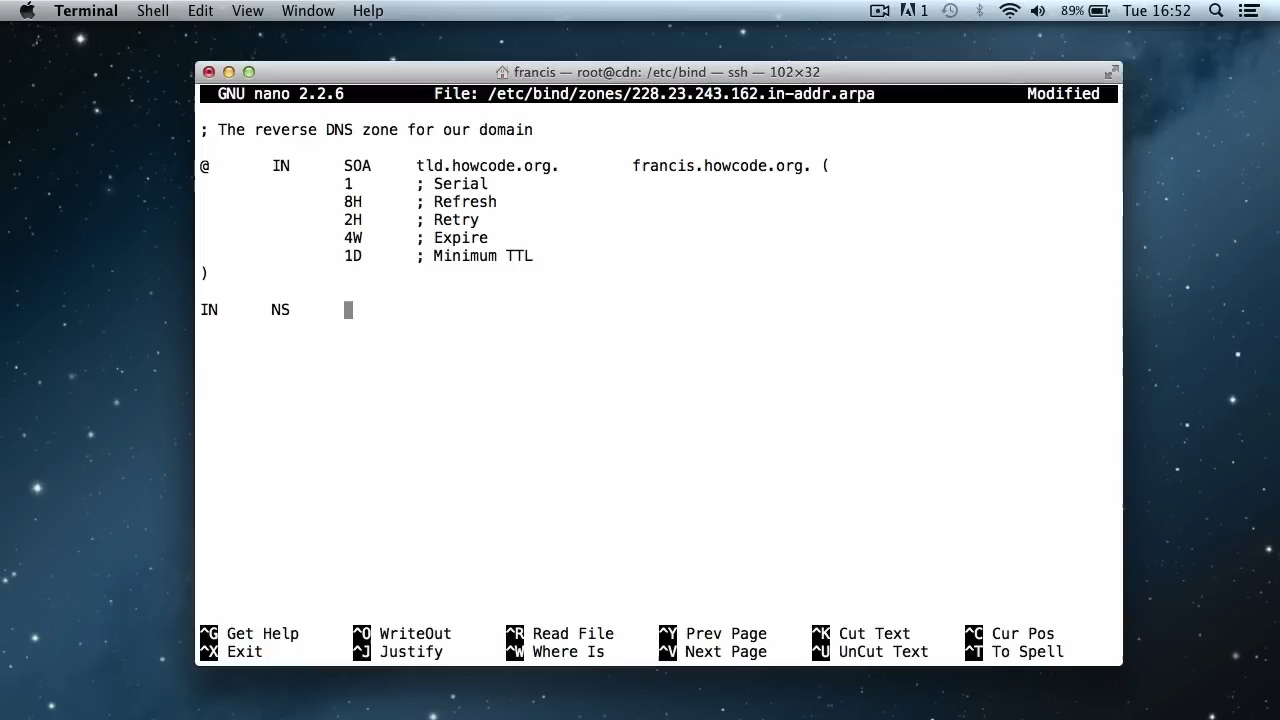 Terminal Shell Edit View Window Help 1 89% Tue 16:52
francis — root@cdn: /etc/bind — ssh — 102×32
GNU nano 2.2.6 File: /etc/bind/zones/228.23.243.162.in-addr.arpa Modified
; The reverse DNS zone for our domain
@ IN SOA tld.howcode.org. francis.howcode.org. (
1 ; Serial
8H ; Refresh
2H ; Retry
4W ; Expire
1D ; Minimum TTL
)
IN NS
^G Get Help ^O WriteOut ^R Read File ^Y Prev Page ^K Cut Text ^C Cur Pos
^X Exit ^J Justify ^W Where Is ^V Next Page ^U UnCut Text ^T To Spell